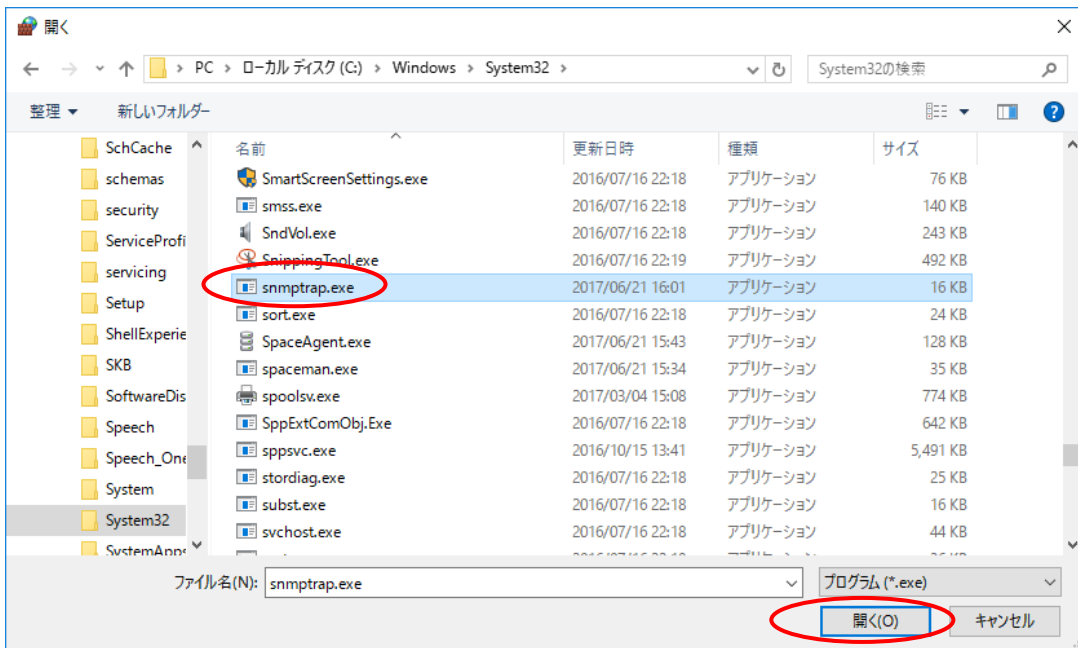 開く
PC > ローカル ディスク (C:) > Windows > System32 >
System32の検索
整理 新しいフォルダー
SchCache
schemas
security
ServiceProfi
servicing
Setup
ShellExperie
SKB
SoftwareDis
Speech
Speech_One
System
System32
SystemApps
名前 更新日時 種類 サイズ
SmartScreenSettings.exe 2016/07/16 22:18 アプリケーション 76 KB
smss.exe 2016/07/16 22:18 アプリケーション 140 KB
SndVol.exe 2016/07/16 22:18 アプリケーション 243 KB
SnippingTool.exe 2016/07/16 22:19 アプリケーション 492 KB
snmptrap.exe 2017/06/21 16:01 アプリケーション 16 KB
sort.exe 2016/07/16 22:18 アプリケーション 24 KB
SpaceAgent.exe 2017/06/21 15:43 アプリケーション 128 KB
spaceman.exe 2017/06/21 15:34 アプリケーション 35 KB
spoolsv.exe 2017/03/04 15:08 アプリケーション 774 KB
SppExtComObj.Exe 2016/07/16 22:18 アプリケーション 642 KB
sppsvc.exe 2016/10/15 13:41 アプリケーション 5,491 KB
stordiag.exe 2016/07/16 22:18 アプリケーション 25 KB
subst.exe 2016/07/16 22:18 アプリケーション 16 KB
svchost.exe 2016/07/16 22:18 アプリケーション 44 KB
ファイル名(N): snmptrap.exe プログラム (*.exe)
開く(O) キャンセル